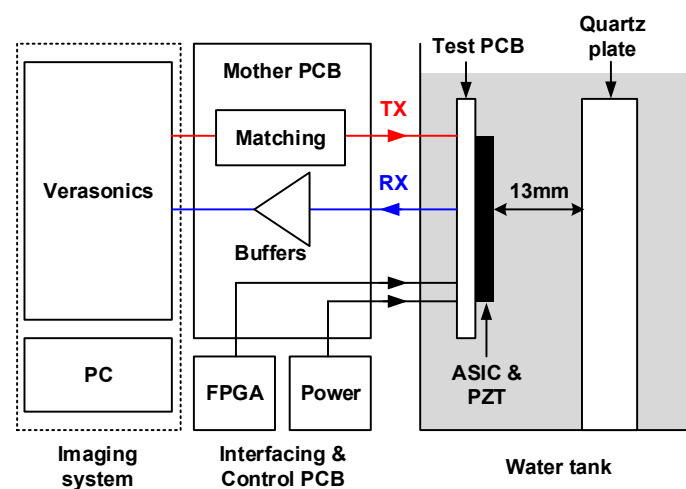 Test PCB
Quartz
plate
Mother PCB
Matching
TX
Verasonics
RX
13mm
Buffers
PC
FPGA
Power
ASIC &
PZT
Imaging
system
Interfacing &
Control PCB
Water tank